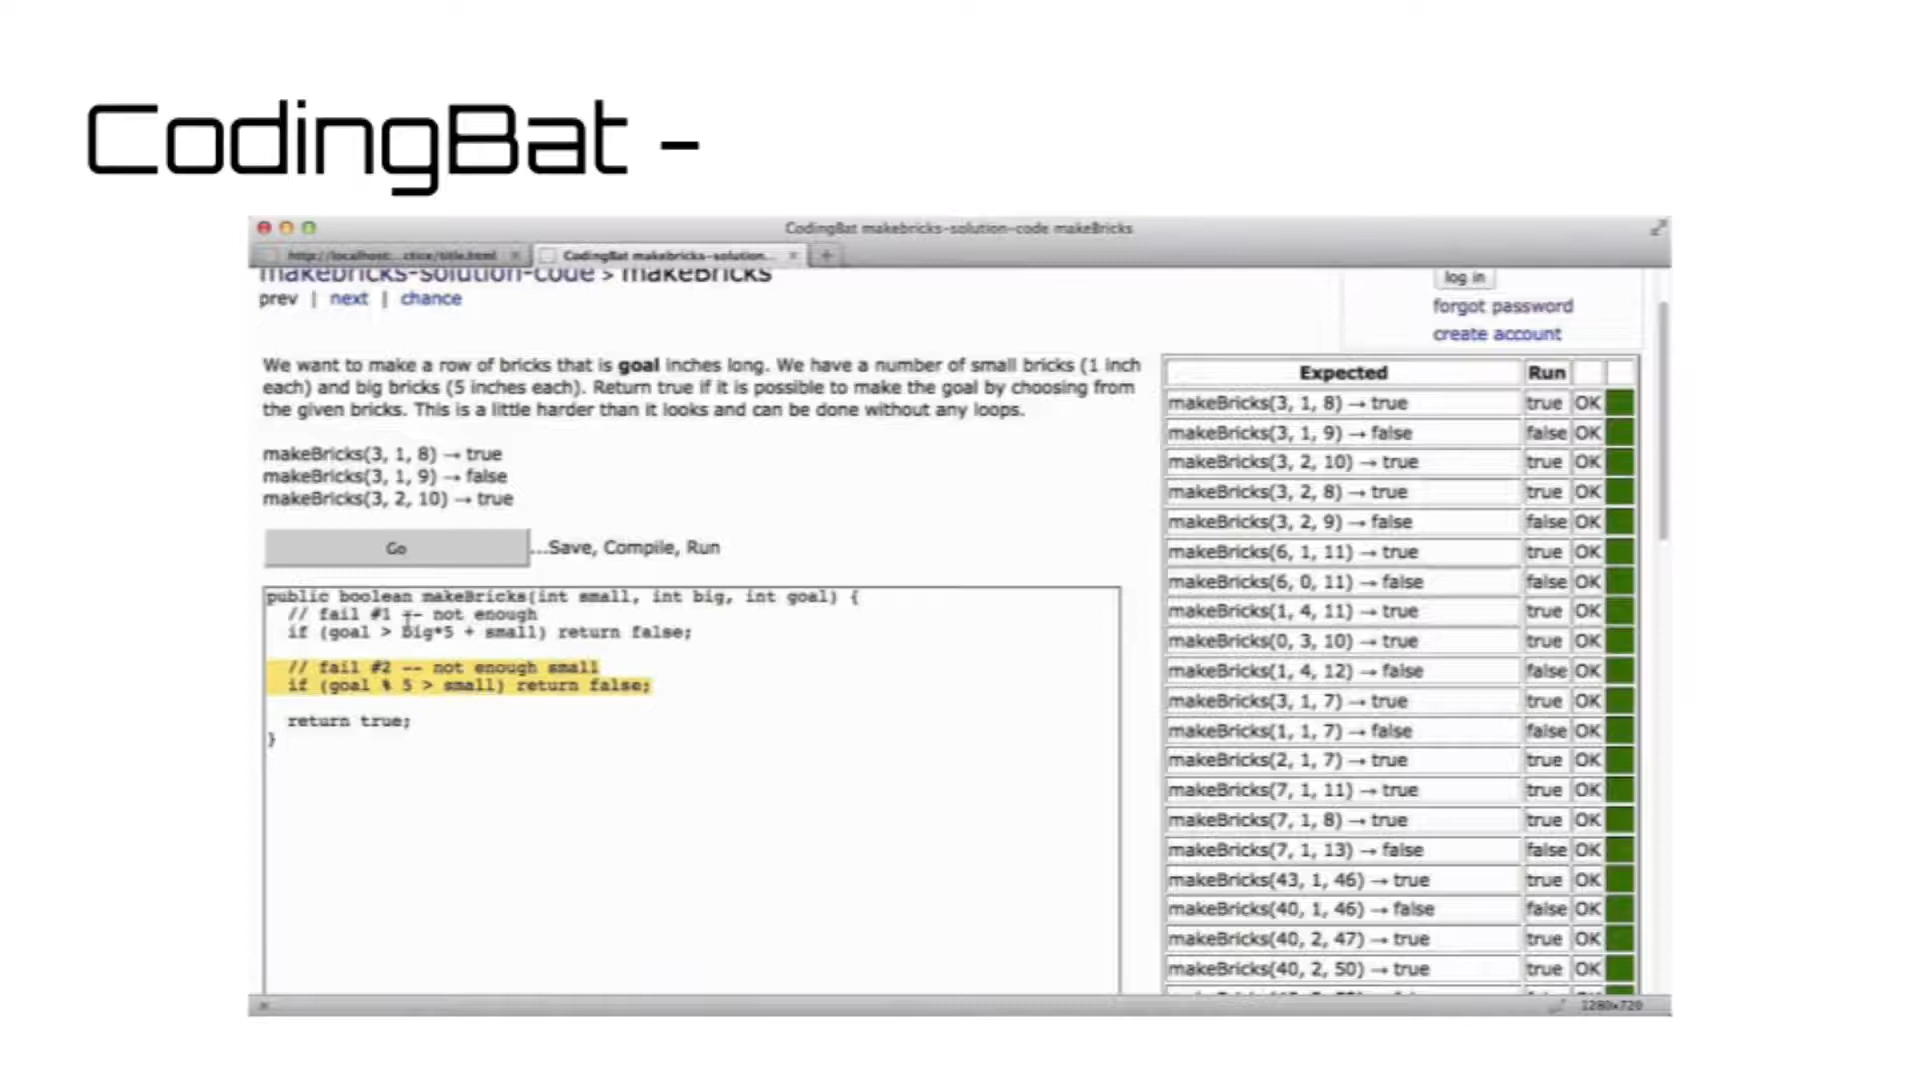 CodingBat -
CodingBat makebricks-solution-code makeBricks
http://localhost:...ctice/title.html
CodingBat makebricks-solution...
makebricks-solution-code > makeBricks
prev | next | chance
log in
forgot password
create account
We want to make a row of bricks that is goal inches long. We have a number of small bricks (1 inch
each) and big bricks (5 inches each). Return true if it is possible to make the goal by choosing from
the given bricks. This is a little harder than it looks and can be done without any loops.
makeBricks(3, 1, 8) → true
makeBricks(3, 1, 9) → false
makeBricks(3, 2, 10) → true
Go
...Save, Compile, Run
public boolean makeBricks(int small, int big, int goal) {
// fail #1 -- not enough
if (goal > big*5 + small) return false;
// fail #2 -- not enough small
if (goal % 5 > small) return false;
return true;
}
Expected Run
makeBricks(3, 1, 8) → true true OK
makeBricks(3, 1, 9) → false false OK
makeBricks(3, 2, 10) → true true OK
makeBricks(3, 2, 8) → true true OK
makeBricks(3, 2, 9) → false false OK
makeBricks(6, 1, 11) → true true OK
makeBricks(6, 0, 11) → false false OK
makeBricks(1, 4, 11) → true true OK
makeBricks(0, 3, 10) → true true OK
makeBricks(1, 4, 12) → false false OK
makeBricks(3, 1, 7) → true true OK
makeBricks(1, 1, 7) → false false OK
makeBricks(2, 1, 7) → true true OK
makeBricks(7, 1, 11) → true true OK
makeBricks(7, 1, 8) → true true OK
makeBricks(7, 1, 13) → false false OK
makeBricks(43, 1, 46) → true true OK
makeBricks(40, 1, 46) → false false OK
makeBricks(40, 2, 47) → true true OK
makeBricks(40, 2, 50) → true true OK
1280x720